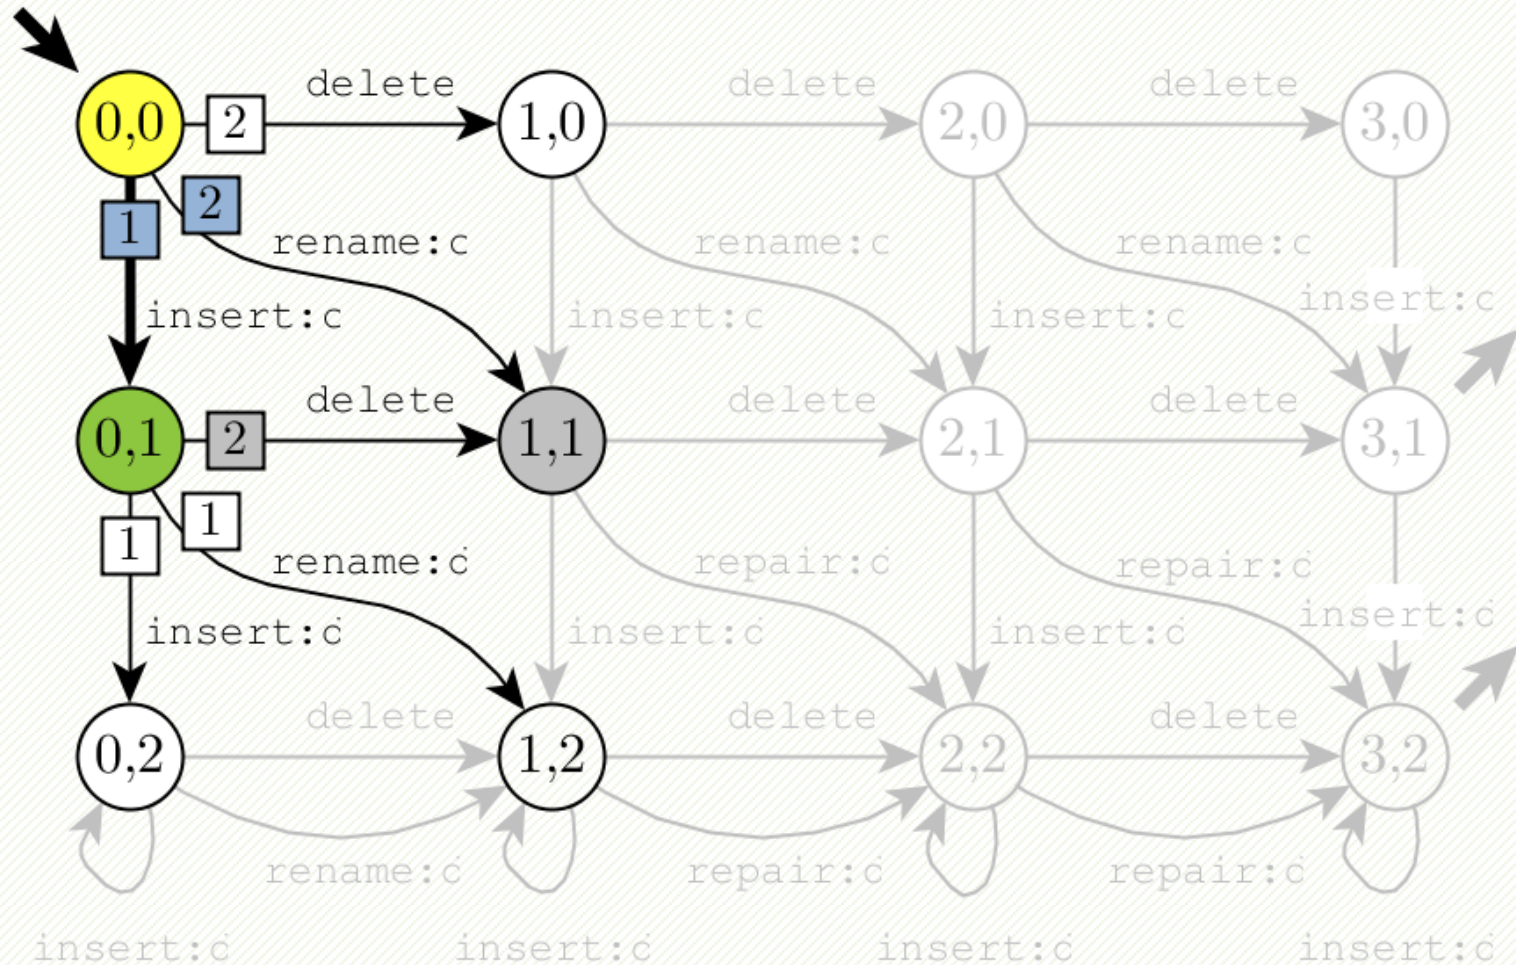 delete delete delete
0,0 2 1,0 2,0 3,0
1 2 rename:c rename:c rename:c
insert:c insert:c insert:c insert:c
delete delete delete
0,1 2 1,1 2,1 3,1
1 1 rename:d repair:d repair:d
insert:d insert:d insert:d insert:d
delete delete delete
0,2 1,2 2,2 3,2
rename:d repair:d repair:d
insert:d insert:d insert:d insert:d